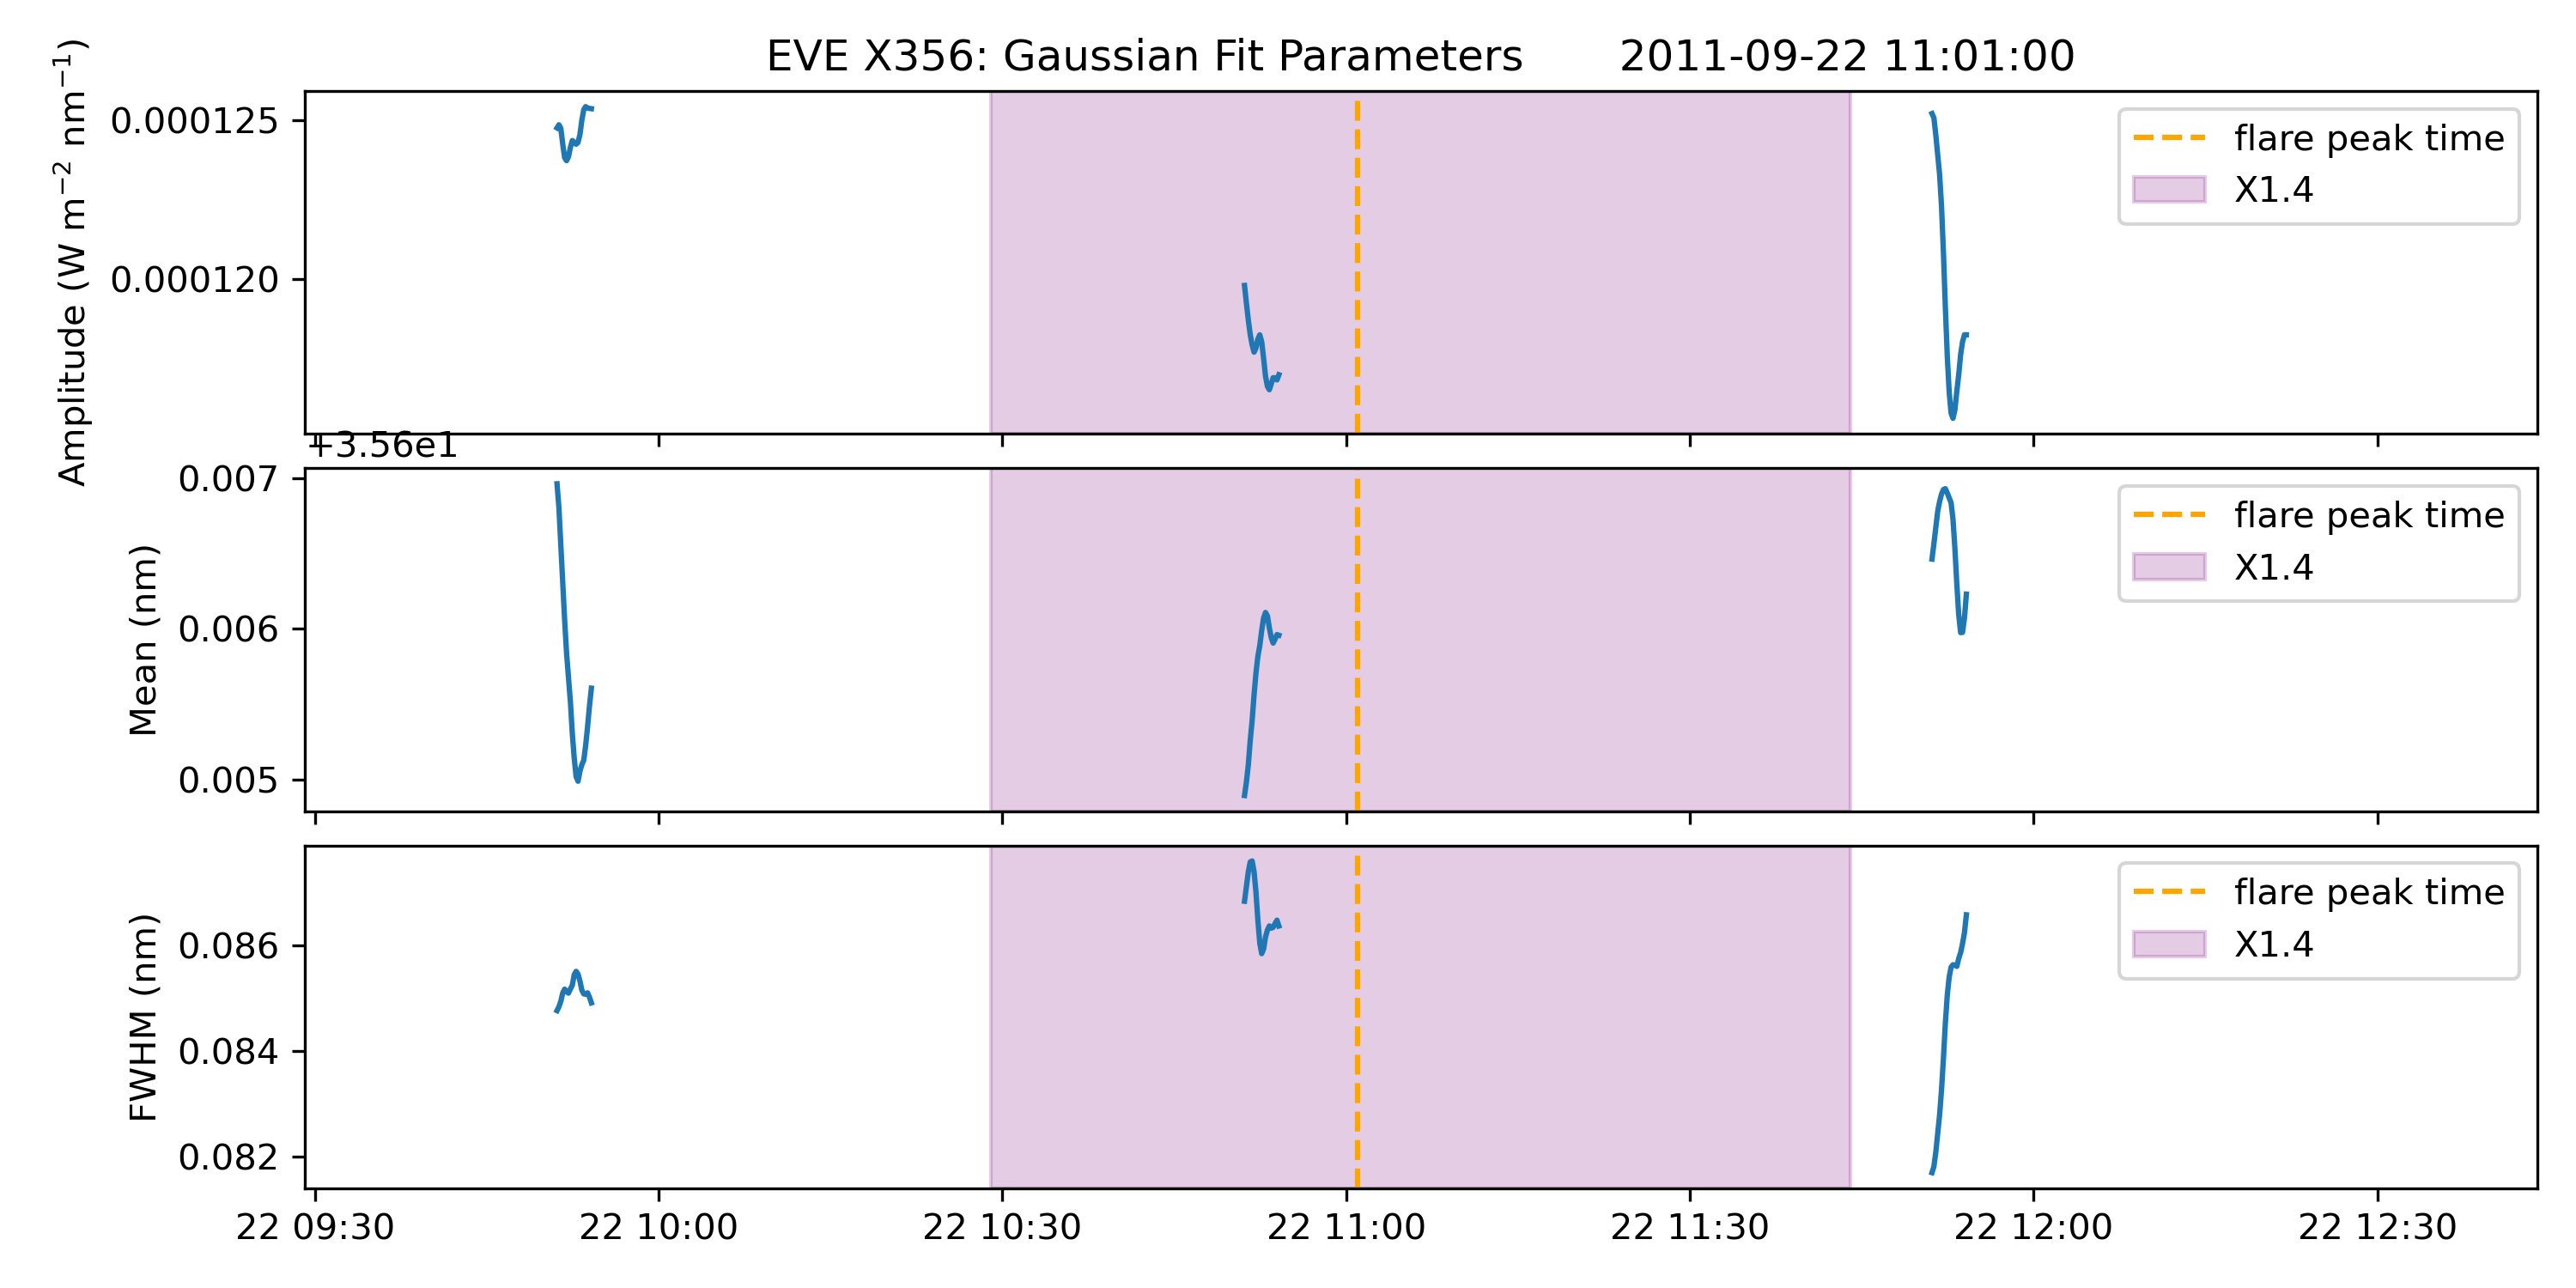 EVE X356: Gaussian Fit Parameters 2011-09-22 11:01:00
Amplitude (W m⁻² nm⁻¹)
0.000125
0.000120
flare peak time
X1.4
+3.56e1
Mean (nm)
0.007
0.006
0.005
flare peak time
X1.4
FWHM (nm)
0.086
0.084
0.082
flare peak time
X1.4
22 09:30 22 10:00 22 10:30 22 11:00 22 11:30 22 12:00 22 12:30